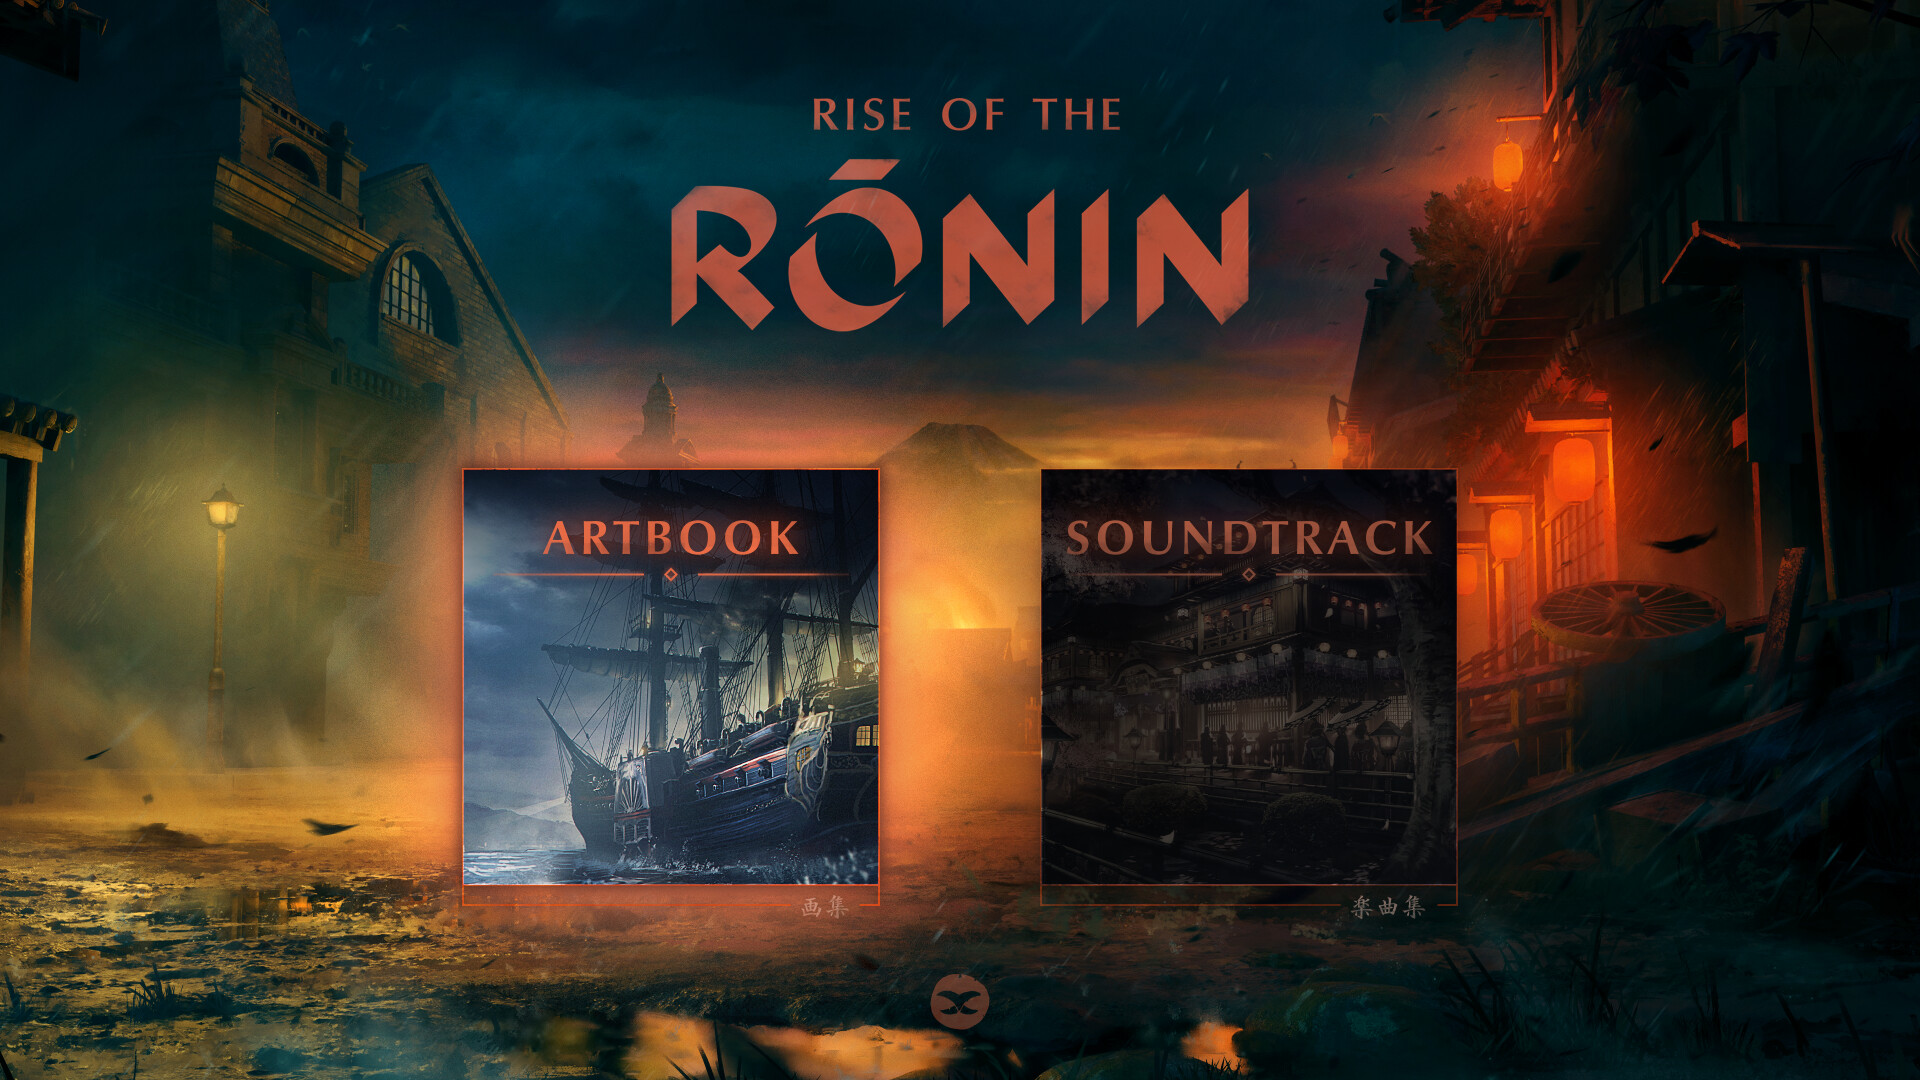 RISE OF THE
RŌNIN
ARTBOOK
画集
SOUNDTRACK
楽曲集